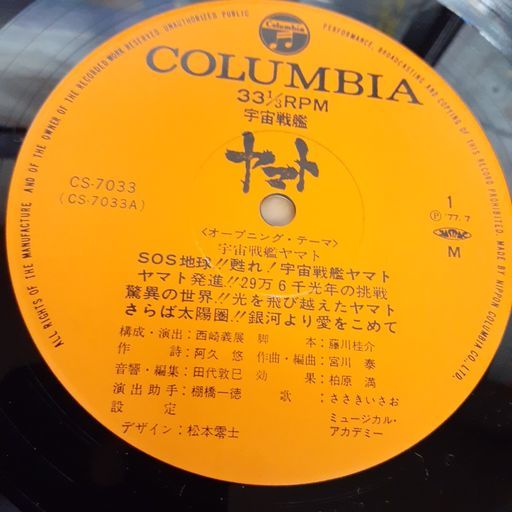 ALL RIGHTS OF THE MANUFACTURER AND OF THE OWNER OF THE RECORDED WORK RESERVED. UNAUTHORIZED PUBLIC PERFORMANCE, BROADCASTING AND COPYING OF THIS RECORD PROHIBITED.
MADE BY NIPPON COLUMBIA CO., LTD.
Columbia
COLUMBIA
33⅓RPM
宇宙戦艦
ヤマト
CS-7033
(CS-7033A)
1
Ⓟ '77.7
M
〈オープニング・テーマ〉
宇宙戦艦ヤマト
SOS地球!!甦れ!宇宙戦艦ヤマト
ヤマト発進!!29万6千光年の挑戦
驚異の世界!!光を飛び越えたヤマト
さらば太陽圏!!銀河より愛をこめて
構成・演出:西崎義展 脚本:藤川桂介
作詩:阿久 悠 作曲・編曲:宮川 泰
音響・編集:田代敦巳 効果:柏原 満
演出助手:棚橋一徳 歌:ささきいさお
設定
デザイン:松本零士
ミュージカル・
アカデミー